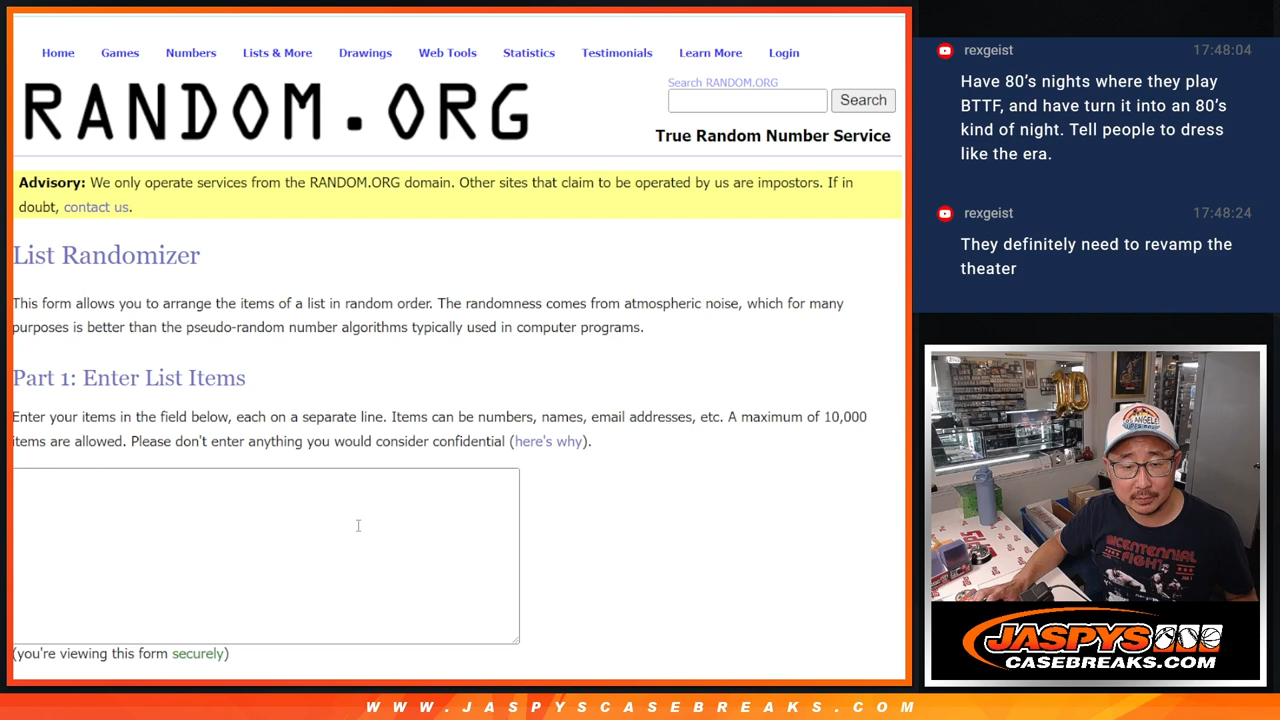 Home Games Numbers Lists & More Drawings Web Tools Statistics Testimonials Learn More Login
RANDOM.ORG
Search RANDOM.ORG
Search
True Random Number Service
Advisory: We only operate services from the RANDOM.ORG domain. Other sites that claim to be operated by us are impostors. If in
doubt, contact us.
List Randomizer
This form allows you to arrange the items of a list in random order. The randomness comes from atmospheric noise, which for many
purposes is better than the pseudo-random number algorithms typically used in computer programs.
Part 1: Enter List Items
Enter your items in the field below, each on a separate line. Items can be numbers, names, email addresses, etc. A maximum of 10,000
items are allowed. Please don't enter anything you would consider confidential (here's why).
(you're viewing this form securely)
rexgeist 17:48:04
Have 80's nights where they play
BTTF, and have turn it into an 80's
kind of night. Tell people to dress
like the era.
rexgeist 17:48:24
They definitely need to revamp the
theater
10
BICENTENNIAL
FIGHT
JASPYS
CASEBREAKS.COM
WWW.JASPYSCASEBREAKS.COM